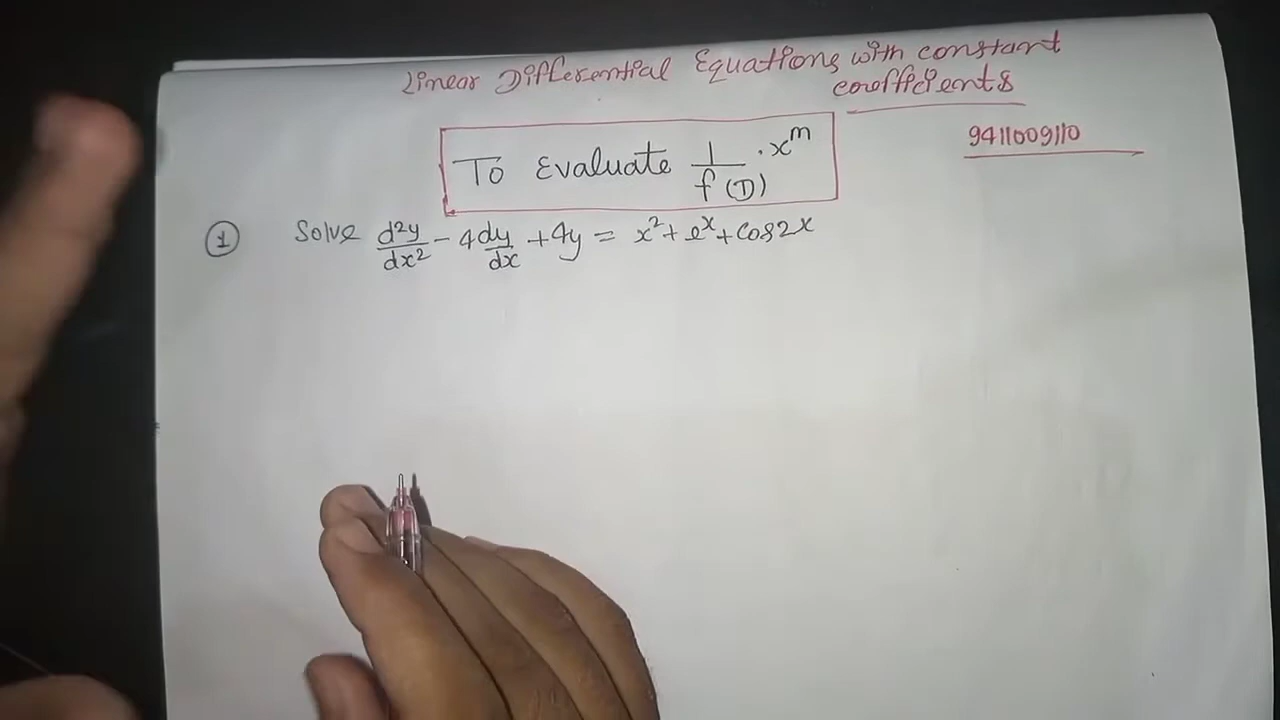 Linear Differential Equations with constant
coefficients
9411009110
To Evaluate 1/f(D) · x^m
① Solve d²y/dx² - 4dy/dx + 4y = x² + e^x + Cos2x